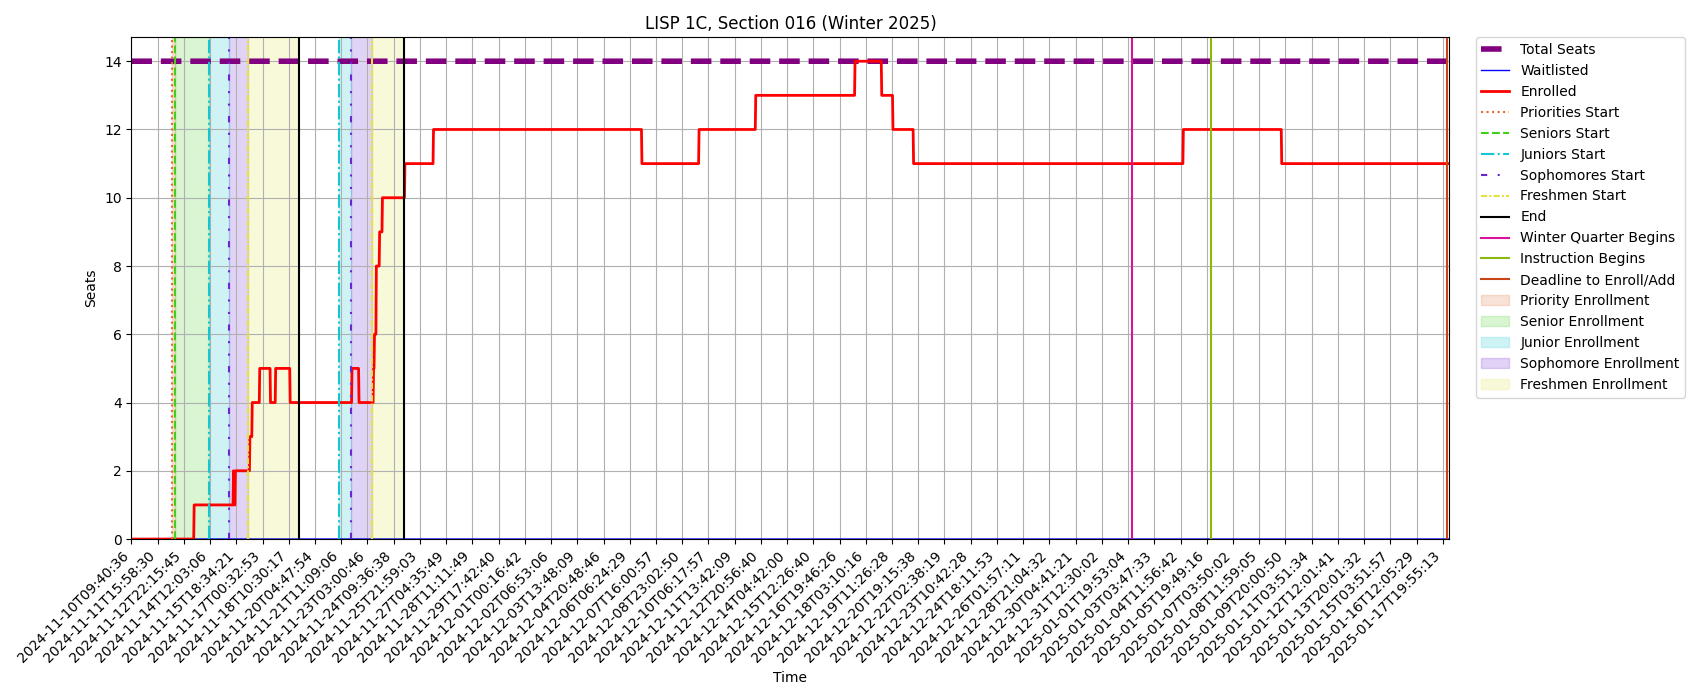 LISP 1C, Section 016 (Winter 2025)
14
12
10
8
6
4
2
0
Seats
2024-11-10T09:40:36
2024-11-11T15:58:30
2024-11-12T22:15:45
2024-11-14T12:03:06
2024-11-15T18:34:21
2024-11-17T00:32:53
2024-11-18T10:30:17
2024-11-20T04:47:54
2024-11-21T11:09:06
2024-11-23T03:00:46
2024-11-24T09:36:38
2024-11-25T21:59:03
2024-11-27T04:35:49
2024-11-28T11:11:49
2024-11-29T17:42:40
2024-12-01T00:16:42
2024-12-02T06:53:06
2024-12-03T13:48:09
2024-12-04T20:48:46
2024-12-06T06:24:29
2024-12-07T16:00:57
2024-12-08T23:02:50
2024-12-10T06:17:57
2024-12-11T13:42:09
2024-12-12T20:56:40
2024-12-14T04:42:00
2024-12-15T12:26:40
2024-12-16T19:46:26
2024-12-18T03:10:16
2024-12-19T11:26:28
2024-12-20T19:15:38
2024-12-22T02:38:19
2024-12-23T10:42:28
2024-12-24T18:11:53
2024-12-26T01:57:11
2024-12-28T21:04:32
2024-12-30T04:41:21
2024-12-31T12:30:02
2025-01-01T19:53:04
2025-01-03T03:47:33
2025-01-04T11:56:42
2025-01-05T19:49:16
2025-01-07T03:50:02
2025-01-08T11:59:05
2025-01-09T20:00:50
2025-01-11T03:51:34
2025-01-12T12:01:41
2025-01-13T20:01:32
2025-01-15T03:51:57
2025-01-16T12:05:29
2025-01-17T19:55:13
Time
Total Seats
Waitlisted
Enrolled
Priorities Start
Seniors Start
Juniors Start
Sophomores Start
Freshmen Start
End
Winter Quarter Begins
Instruction Begins
Deadline to Enroll/Add
Priority Enrollment
Senior Enrollment
Junior Enrollment
Sophomore Enrollment
Freshmen Enrollment